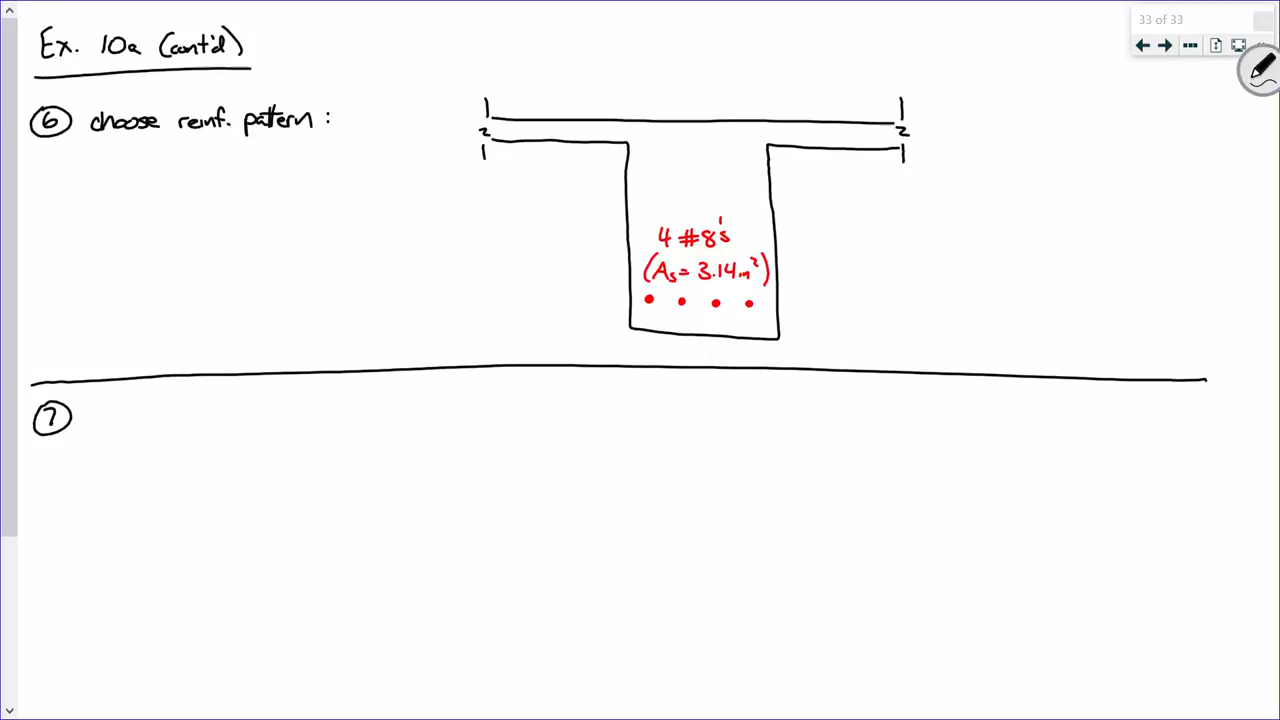 33 of 33
Ex. 10a (cont'd)
⑥ choose reinf. pattern :
4 #8's
(As = 3.14 in²)
⑦